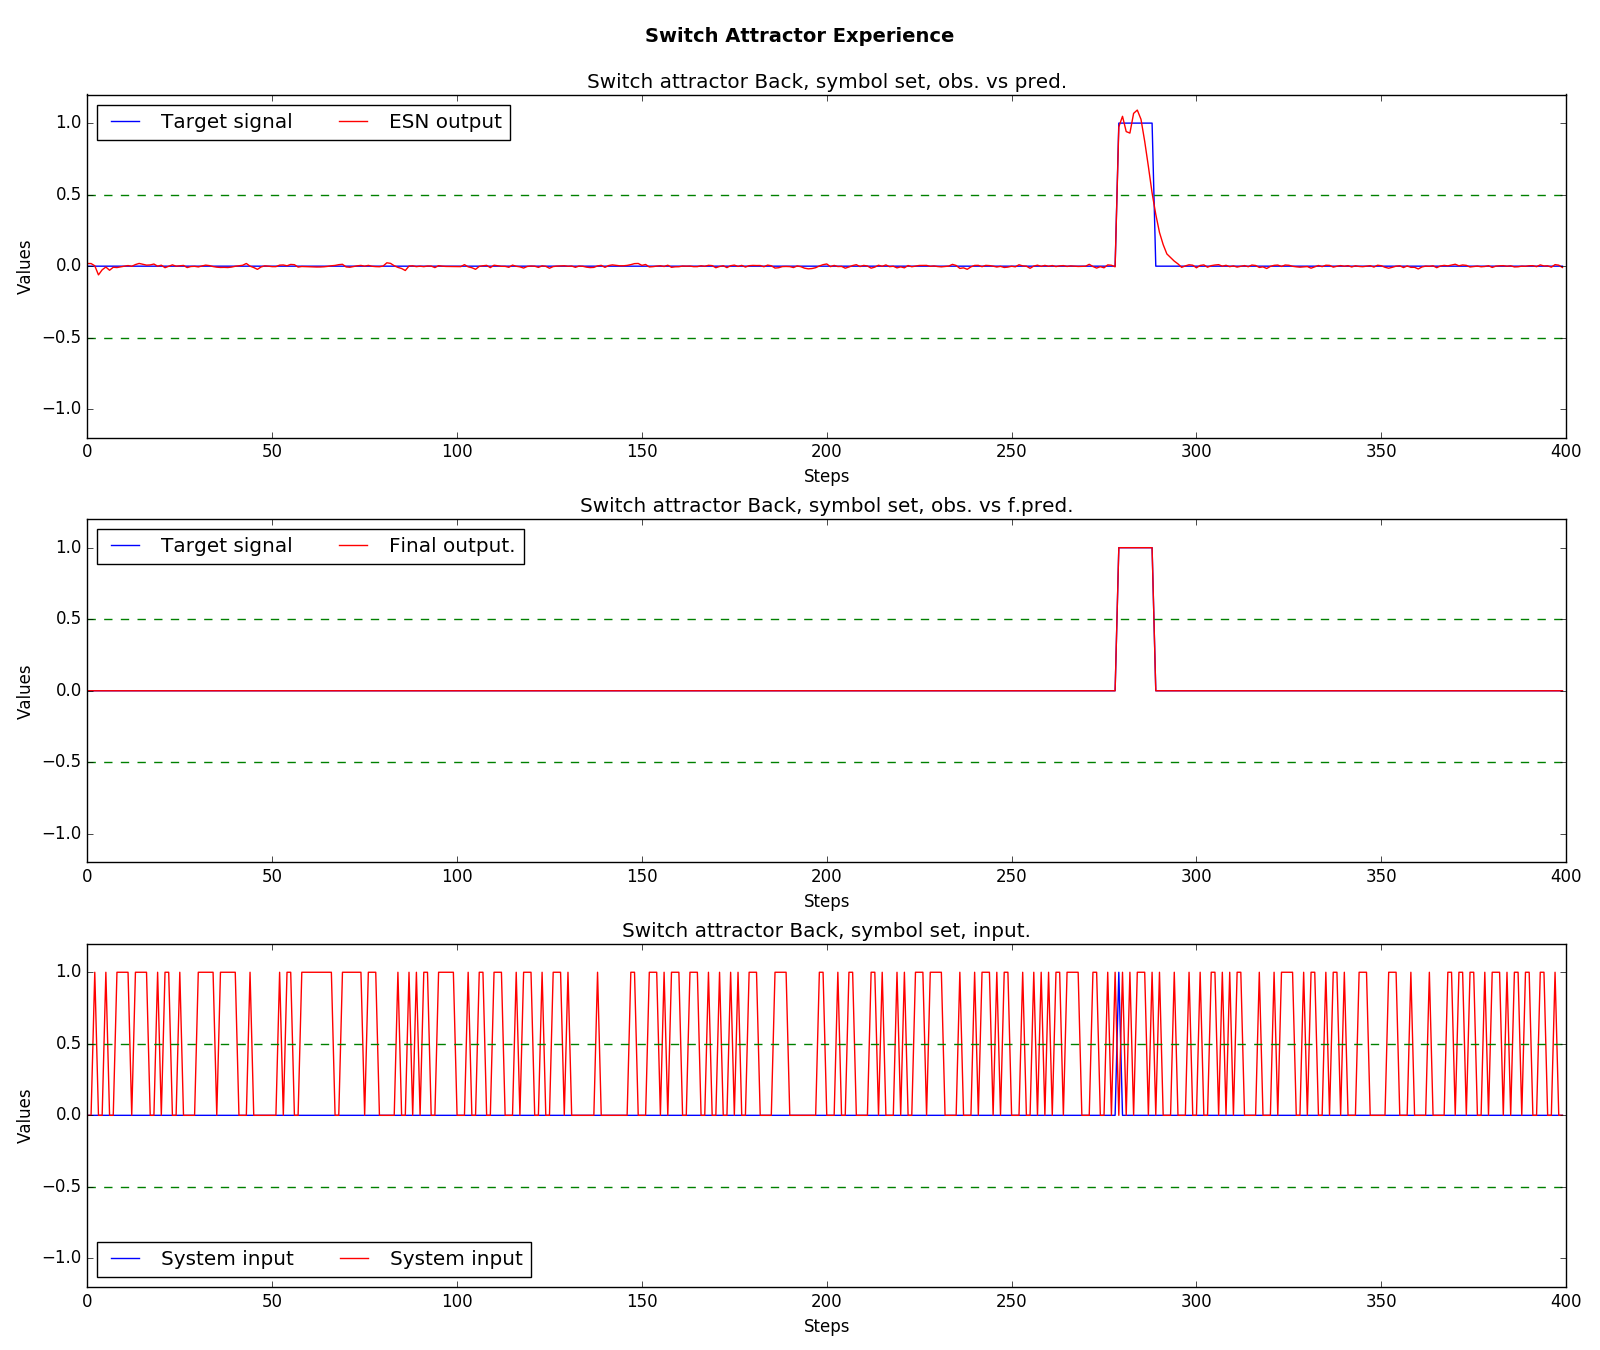 Switch Attractor Experience
Switch attractor Back, symbol set, obs. vs pred.
Target signal ESN output
1.0
0.5
0.0
−0.5
−1.0
Values
0 50 100 150 200 250 300 350 400
Steps
Switch attractor Back, symbol set, obs. vs f.pred.
Target signal Final output.
1.0
0.5
0.0
−0.5
−1.0
Values
0 50 100 150 200 250 300 350 400
Steps
Switch attractor Back, symbol set, input.
1.0
0.5
0.0
−0.5
−1.0
Values
System input System input
0 50 100 150 200 250 300 350 400
Steps